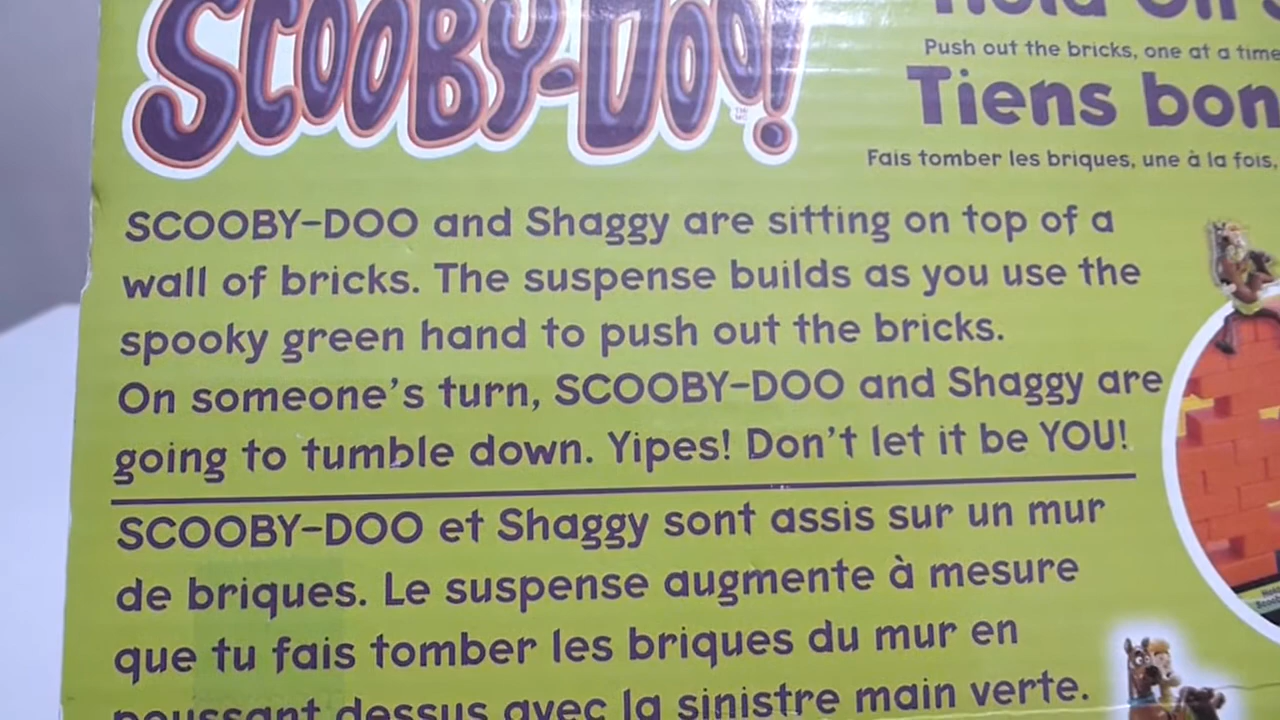 SCOOBY-DOO!
Hold On
Push out the bricks, one at a time
Tiens bon
Fais tomber les briques, une à la fois,
SCOOBY-DOO and Shaggy are sitting on top of a
wall of bricks. The suspense builds as you use the
spooky green hand to push out the bricks.
On someone's turn, SCOOBY-DOO and Shaggy are
going to tumble down. Yipes! Don't let it be YOU!
SCOOBY-DOO et Shaggy sont assis sur un mur
de briques. Le suspense augmente à mesure
que tu fais tomber les briques du mur en
poussant dessus avec la sinistre main verte.